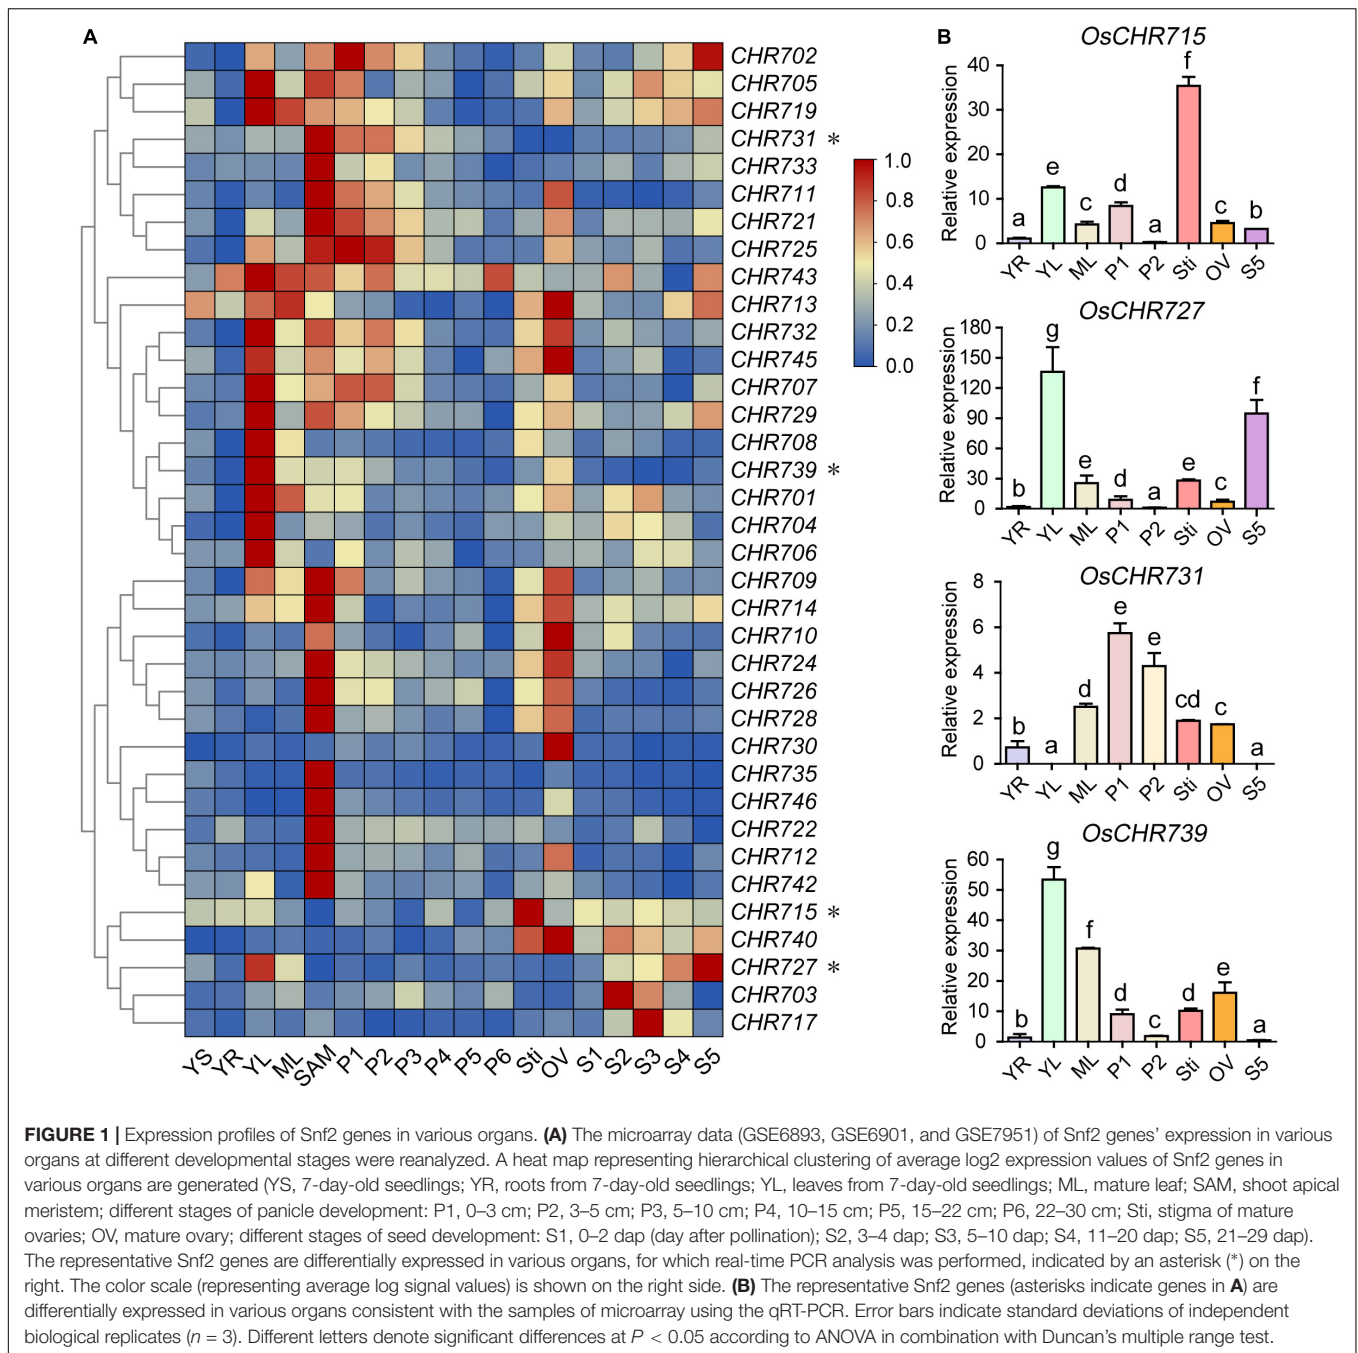 A
CHR702
CHR705
CHR719
CHR731 *
CHR733
CHR711
CHR721
CHR725
CHR743
CHR713
CHR732
CHR745
CHR707
CHR729
CHR708
CHR739 *
CHR701
CHR704
CHR706
CHR709
CHR714
CHR710
CHR724
CHR726
CHR728
CHR730
CHR735
CHR746
CHR722
CHR712
CHR742
CHR715 *
CHR740
CHR727 *
CHR703
CHR717
YS YR YL ML SAM P1 P2 P3 P4 P5 P6 Sti OV S1 S2 S3 S4 S5
1.0
0.8
0.6
0.4
0.2
0.0
B
OsCHR715
Relative expression
40
30
20
10
0
a e c d a f c b
YR YL ML P1 P2 Sti OV S5
OsCHR727
Relative expression
180
150
120
90
60
30
0
b g e d a e c f
YR YL ML P1 P2 Sti OV S5
OsCHR731
Relative expression
8
6
4
2
0
b a d e e cd c a
YR YL ML P1 P2 Sti OV S5
OsCHR739
Relative expression
60
50
40
30
20
10
0
b g f d c d e a
YR YL ML P1 P2 Sti OV S5
FIGURE 1 | Expression profiles of Snf2 genes in various organs. (A) The microarray data (GSE6893, GSE6901, and GSE7951) of Snf2 genes' expression in various
organs at different developmental stages were reanalyzed. A heat map representing hierarchical clustering of average log2 expression values of Snf2 genes in
various organs are generated (YS, 7-day-old seedlings; YR, roots from 7-day-old seedlings; YL, leaves from 7-day-old seedlings; ML, mature leaf; SAM, shoot apical
meristem; different stages of panicle development: P1, 0–3 cm; P2, 3–5 cm; P3, 5–10 cm; P4, 10–15 cm; P5, 15–22 cm; P6, 22–30 cm; Sti, stigma of mature
ovaries; OV, mature ovary; different stages of seed development: S1, 0–2 dap (day after pollination); S2, 3–4 dap; S3, 5–10 dap; S4, 11–20 dap; S5, 21–29 dap).
The representative Snf2 genes are differentially expressed in various organs, for which real-time PCR analysis was performed, indicated by an asterisk (*) on the
right. The color scale (representing average log signal values) is shown on the right side. (B) The representative Snf2 genes (asterisks indicate genes in A) are
differentially expressed in various organs consistent with the samples of microarray using the qRT-PCR. Error bars indicate standard deviations of independent
biological replicates (n = 3). Different letters denote significant differences at P < 0.05 according to ANOVA in combination with Duncan's multiple range test.